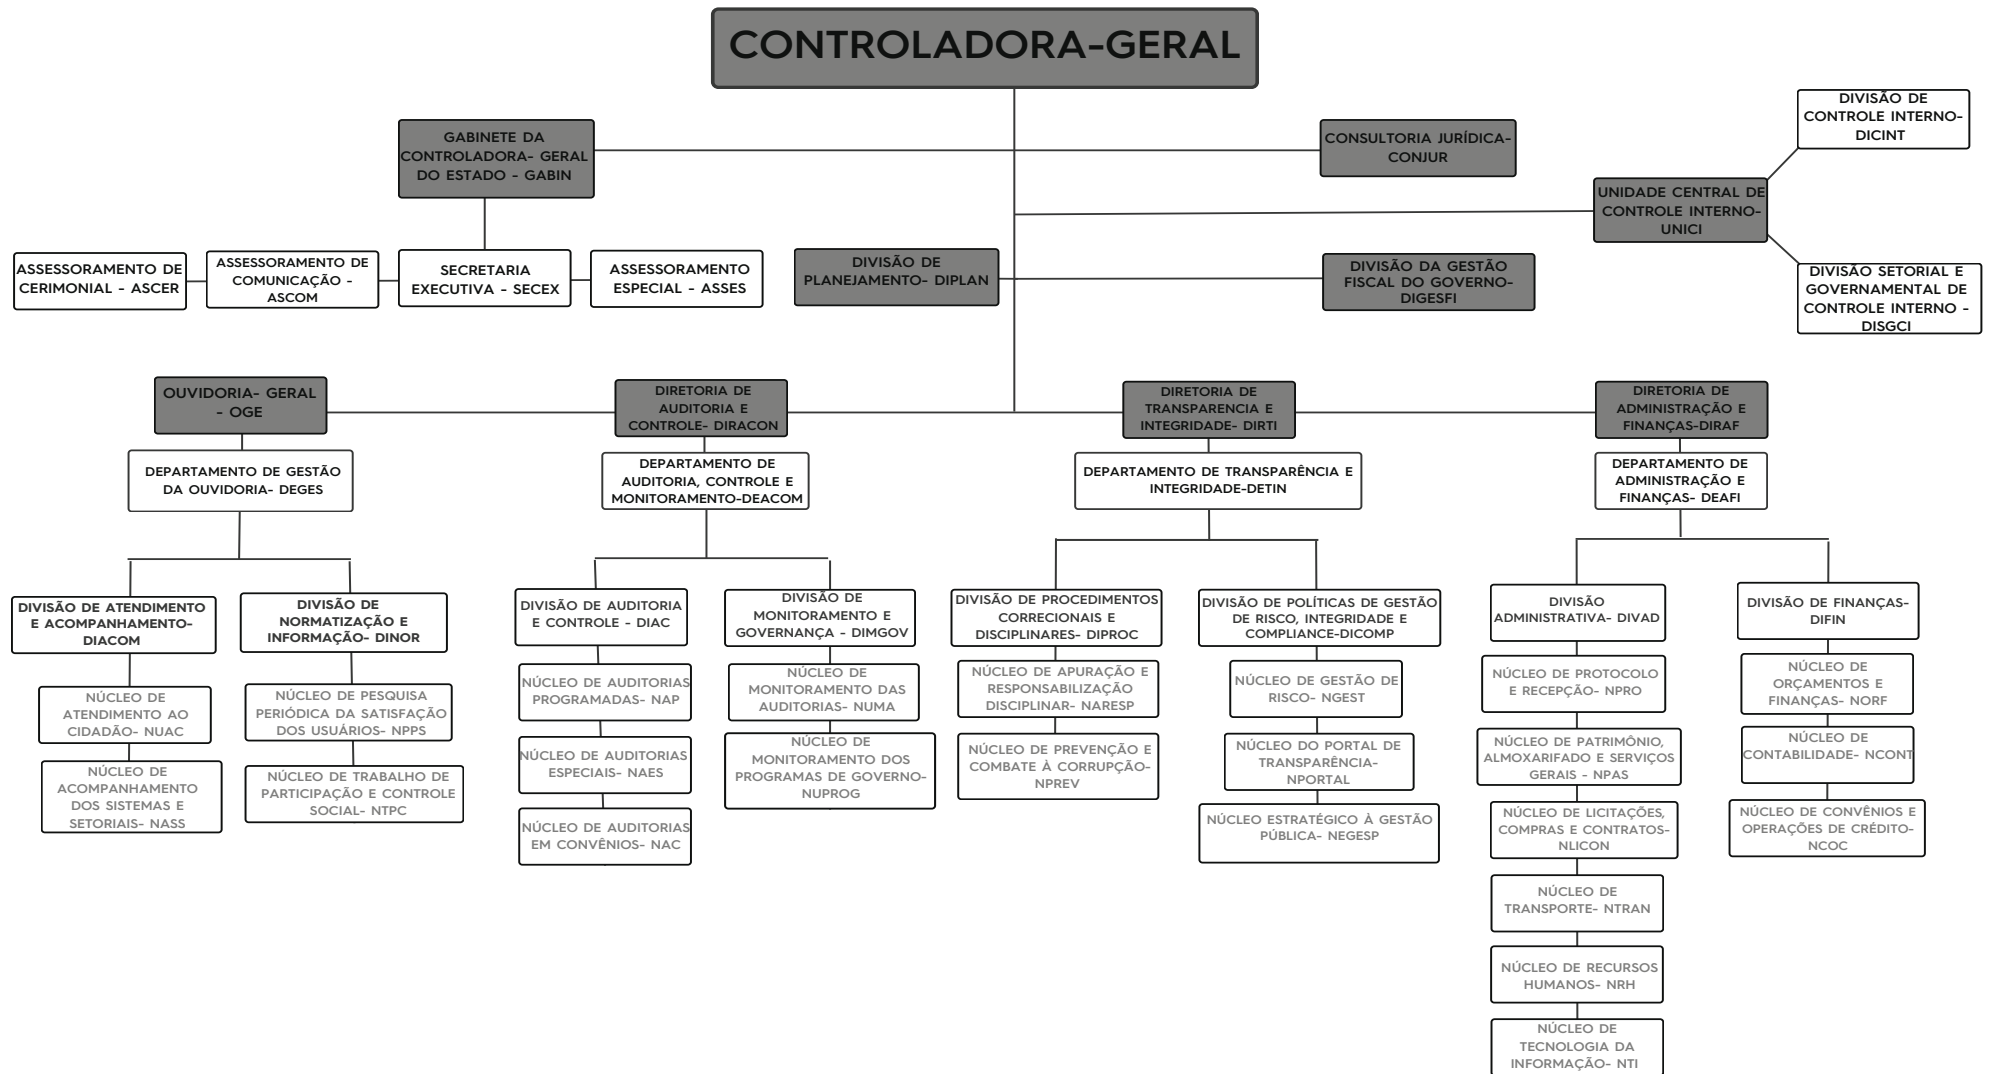 CONTROLADORA-GERAL
GABINETE DA
CONTROLADORA- GERAL
DO ESTADO - GABIN
CONSULTORIA JURÍDICA-
CONJUR
DIVISÃO DE
CONTROLE INTERNO-
DICINT
UNIDADE CENTRAL DE
CONTROLE INTERNO-
UNICI
DIVISÃO SETORIAL E
GOVERNAMENTAL DE
CONTROLE INTERNO -
DISGCI
ASSESSORAMENTO DE
CERIMONIAL - ASCER
ASSESSORAMENTO DE
COMUNICAÇÃO -
ASCOM
SECRETARIA
EXECUTIVA - SECEX
ASSESSORAMENTO
ESPECIAL - ASSES
DIVISÃO DE
PLANEJAMENTO- DIPLAN
DIVISÃO DA GESTÃO
FISCAL DO GOVERNO-
DIGESFI
OUVIDORIA- GERAL
- OGE
DIRETORIA DE
AUDITORIA E
CONTROLE- DIRACON
DIRETORIA DE
TRANSPARENCIA E
INTEGRIDADE- DIRTI
DIRETORIA DE
ADMINISTRAÇÃO E
FINANÇAS-DIRAF
DEPARTAMENTO DE GESTÃO
DA OUVIDORIA- DEGES
DEPARTAMENTO DE
AUDITORIA, CONTROLE E
MONITORAMENTO-DEACOM
DEPARTAMENTO DE TRANSPARÊNCIA E
INTEGRIDADE-DETIN
DEPARTAMENTO DE
ADMINISTRAÇÃO E
FINANÇAS- DEAFI
DIVISÃO DE ATENDIMENTO
E ACOMPANHAMENTO-
DIACOM
DIVISÃO DE
NORMATIZAÇÃO E
INFORMAÇÃO- DINOR
DIVISÃO DE AUDITORIA
E CONTROLE - DIAC
DIVISÃO DE
MONITORAMENTO E
GOVERNANÇA - DIMGOV
DIVISÃO DE PROCEDIMENTOS
CORRECIONAIS E
DISCIPLINARES- DIPROC
DIVISÃO DE POLÍTICAS DE GESTÃO
DE RISCO, INTEGRIDADE E
COMPLIANCE-DICOMP
DIVISÃO
ADMINISTRATIVA- DIVAD
DIVISÃO DE FINANÇAS-
DIFIN
NÚCLEO DE
ATENDIMENTO AO
CIDADÃO- NUAC
NÚCLEO DE PESQUISA
PERIÓDICA DA SATISFAÇÃO
DOS USUÁRIOS- NPPS
NÚCLEO DE AUDITORIAS
PROGRAMADAS- NAP
NÚCLEO DE
MONITORAMENTO DAS
AUDITORIAS- NUMA
NÚCLEO DE APURAÇÃO E
RESPONSABILIZAÇÃO
DISCIPLINAR- NARESP
NÚCLEO DE GESTÃO DE
RISCO- NGEST
NÚCLEO DE PROTOCOLO
E RECEPÇÃO- NPRO
NÚCLEO DE
ORÇAMENTOS E
FINANÇAS- NORF
NÚCLEO DE
ACOMPANHAMENTO
DOS SISTEMAS E
SETORIAIS- NASS
NÚCLEO DE TRABALHO DE
PARTICIPAÇÃO E CONTROLE
SOCIAL- NTPC
NÚCLEO DE AUDITORIAS
ESPECIAIS- NAES
NÚCLEO DE
MONITORAMENTO DOS
PROGRAMAS DE GOVERNO-
NUPROG
NÚCLEO DE PREVENÇÃO E
COMBATE À CORRUPÇÃO-
NPREV
NÚCLEO DO PORTAL DE
TRANSPARÊNCIA-
NPORTAL
NÚCLEO DE PATRIMÔNIO,
ALMOXARIFADO E SERVIÇOS
GERAIS - NPAS
NÚCLEO DE
CONTABILIDADE- NCONT
NÚCLEO DE AUDITORIAS
EM CONVÊNIOS- NAC
NÚCLEO ESTRATÉGICO À GESTÃO
PÚBLICA- NEGESP
NÚCLEO DE LICITAÇÕES,
COMPRAS E CONTRATOS-
NLICON
NÚCLEO DE CONVÊNIOS E
OPERAÇÕES DE CRÉDITO-
NCOC
NÚCLEO DE
TRANSPORTE- NTRAN
NÚCLEO DE RECURSOS
HUMANOS- NRH
NÚCLEO DE
TECNOLOGIA DA
INFORMAÇÃO- NTI